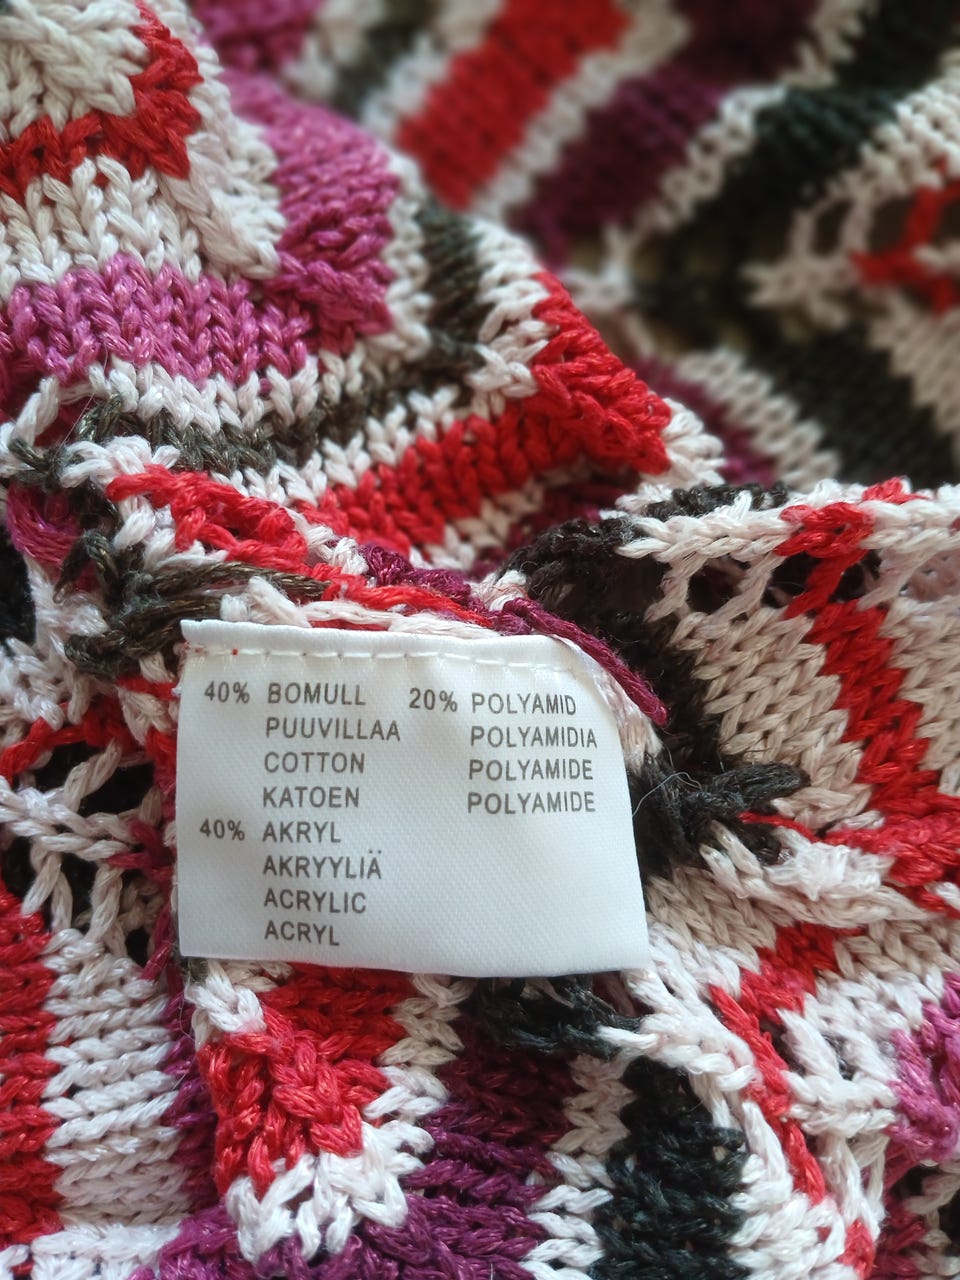 40% BOMULL 20% POLYAMID
PUUVILLAA POLYAMIDIA
COTTON POLYAMIDE
KATOEN POLYAMIDE
40% AKRYL
AKRYYLIÄ
ACRYLIC
ACRYL